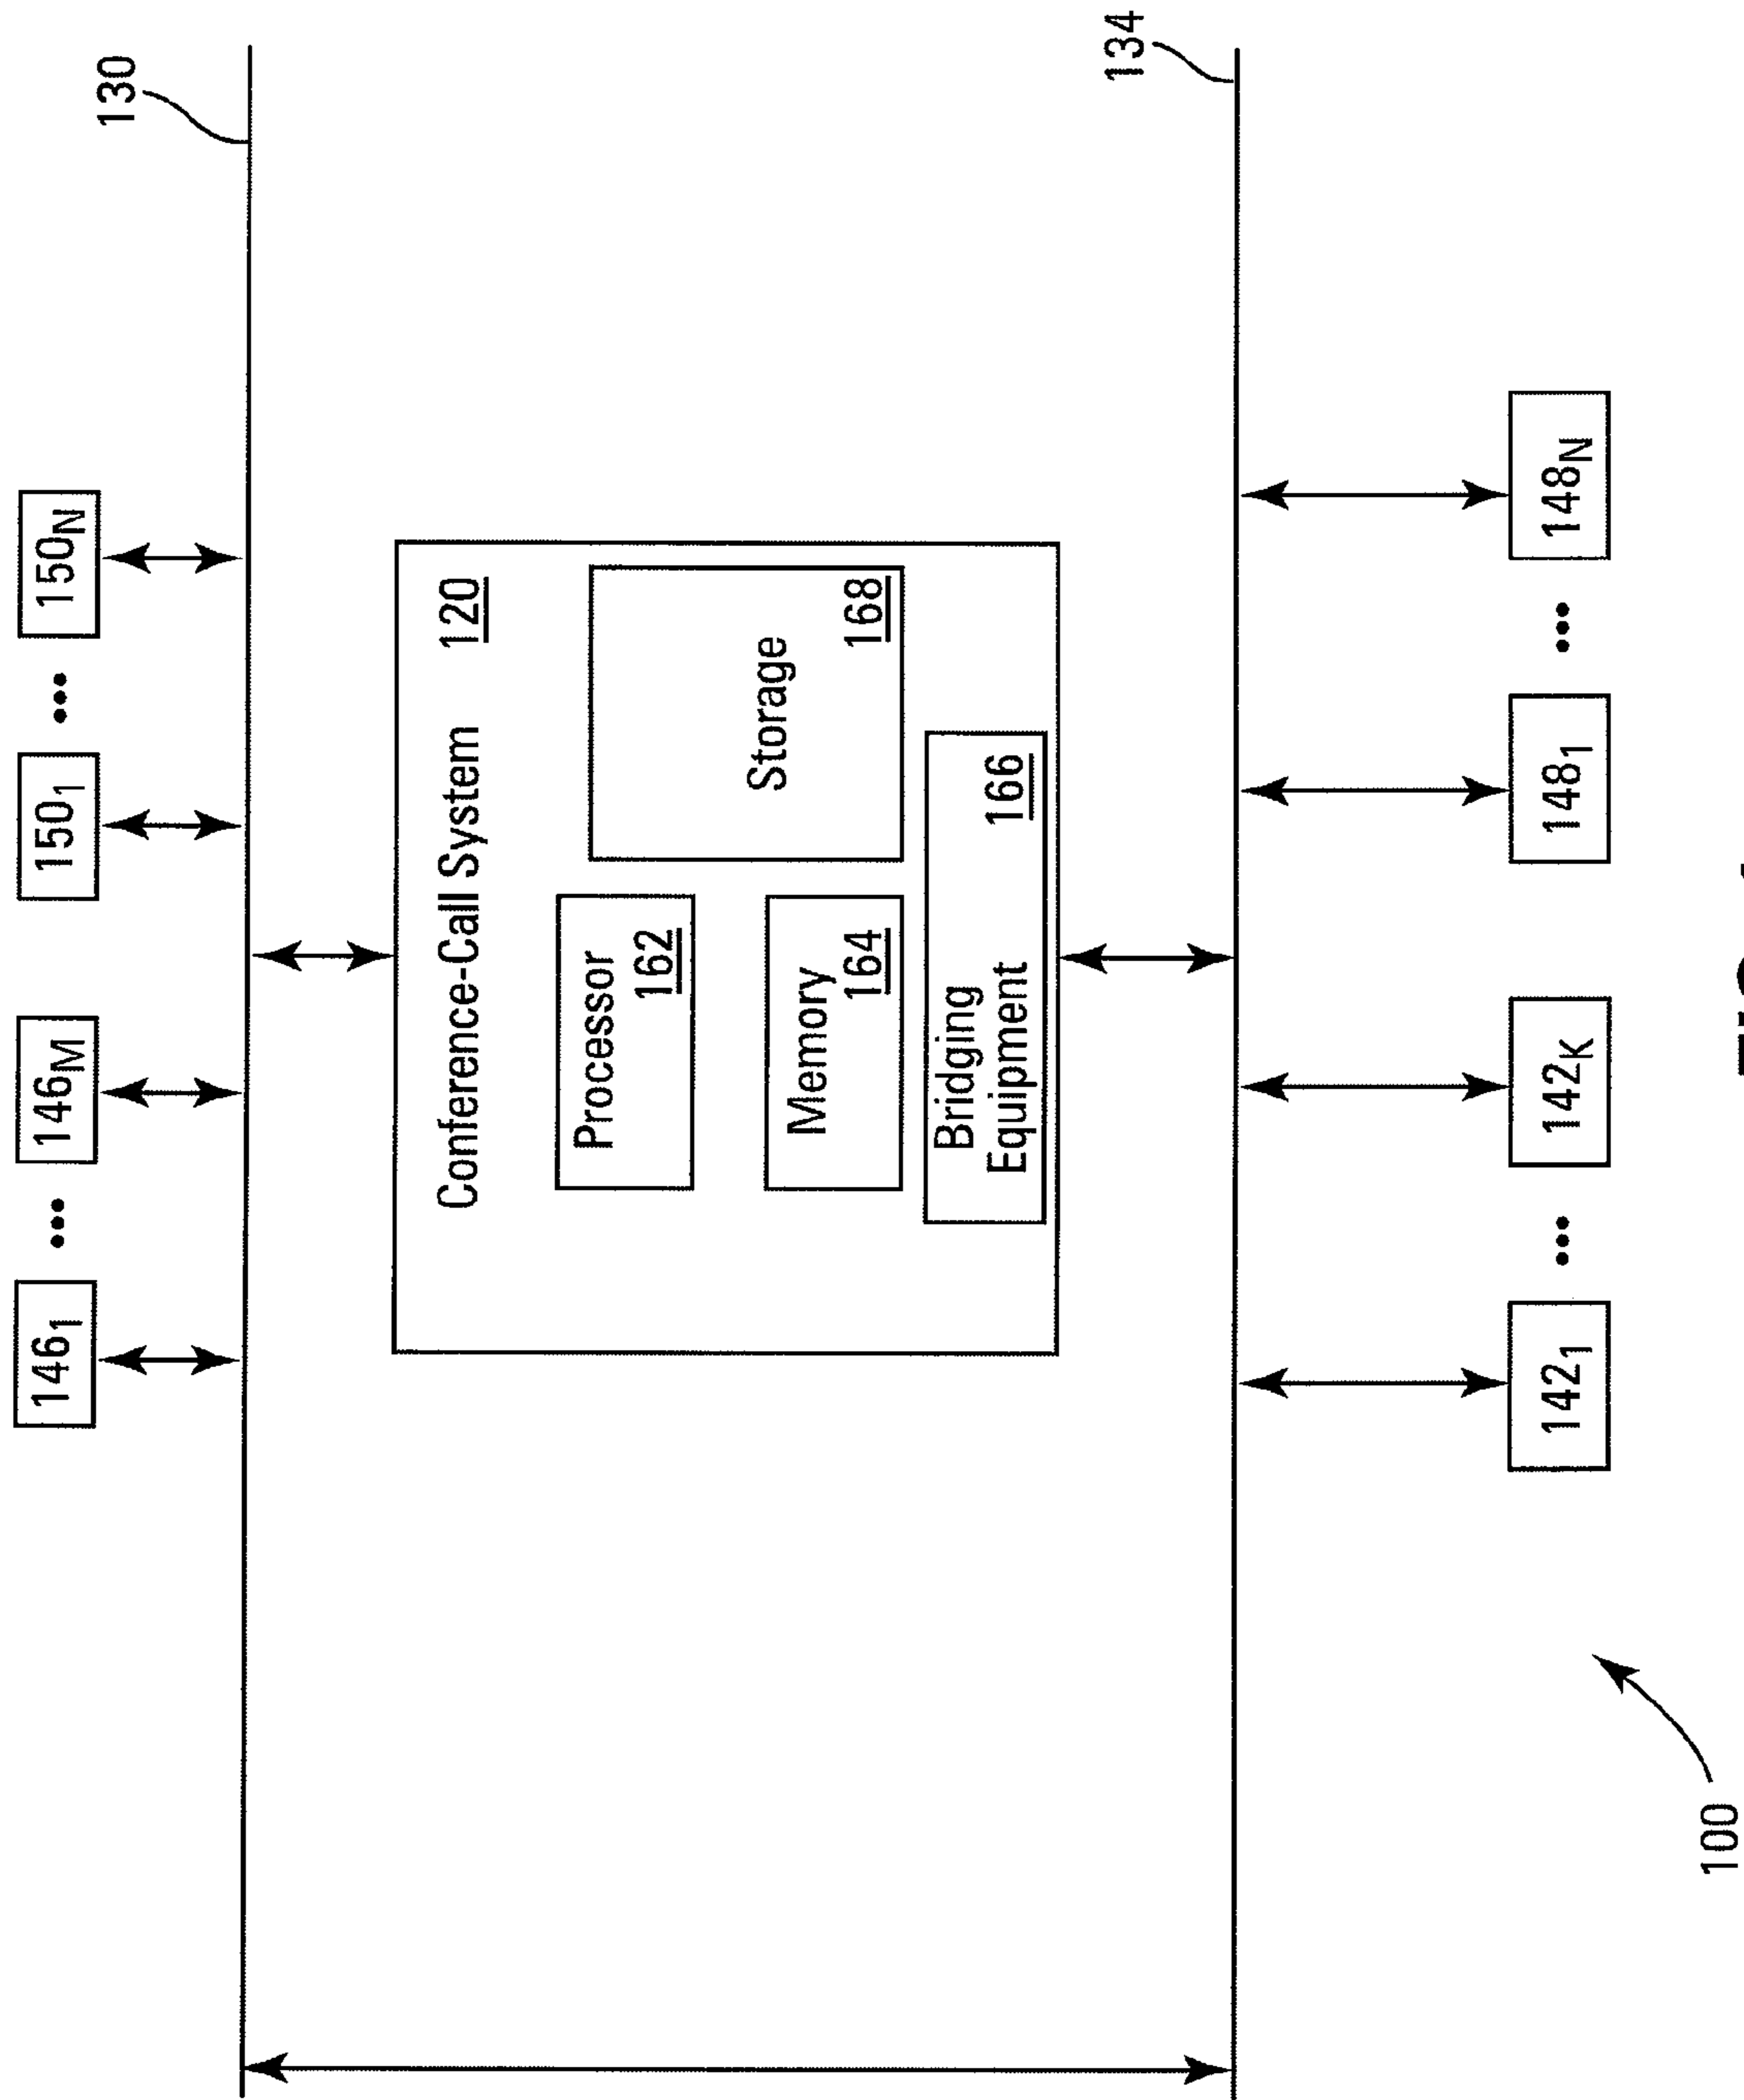 130
146₁ ••• 146M 150₁ ••• 150N
Conference-Call System 120
Processor
162
Storage
168
Memory
164
Bridging
Equipment 166
134
142₁ ••• 142K 148₁ ••• 148N
100